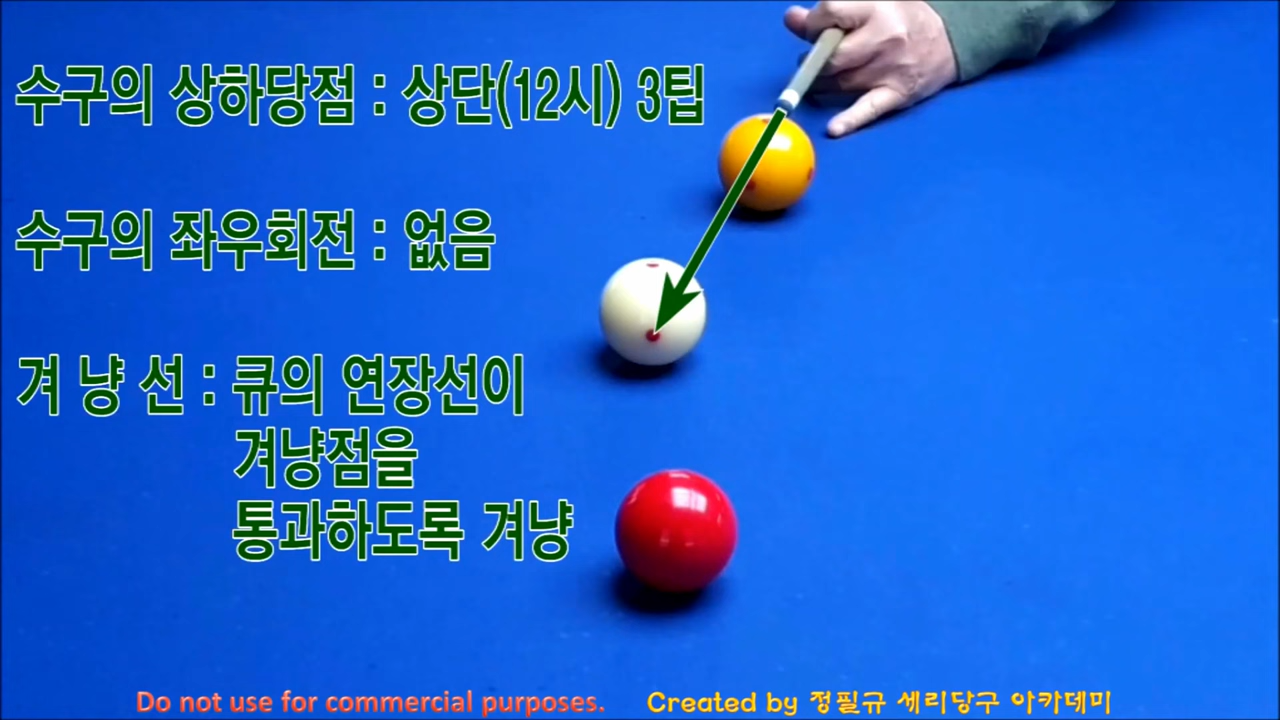 수구의 상하당점 : 상단(12시) 3팁
수구의 좌우회전 : 없음
겨 냥 선 : 큐의 연장선이
겨냥점을
통과하도록 겨냥
Do not use for commercial purposes. Created by 정필규 세리당구 아카데미